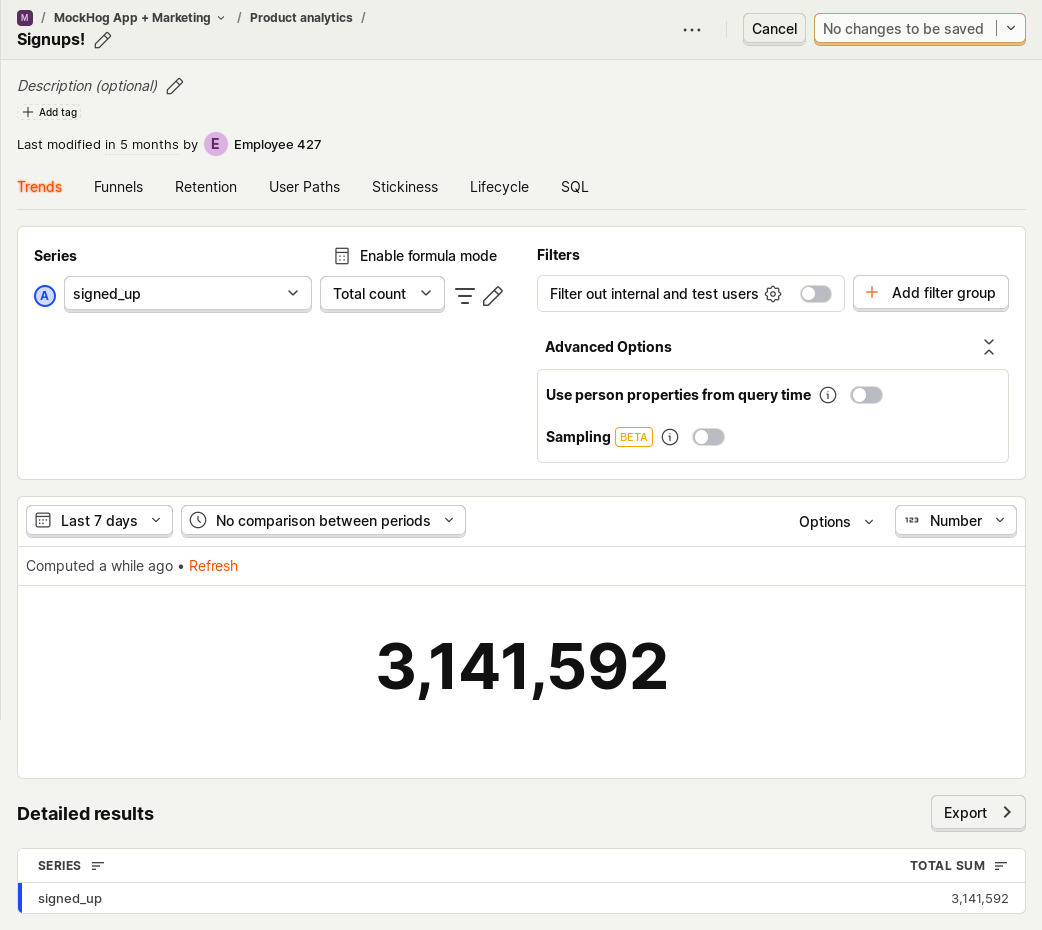 M / MockHog App + Marketing / Product analytics /
Signups!
Cancel
No changes to be saved
Description (optional)
Add tag
Last modified in 5 months by E Employee 427
Trends Funnels Retention User Paths Stickiness Lifecycle SQL
Series
Enable formula mode
A signed_up Total count
Filters
Filter out internal and test users
Add filter group
Advanced Options
Use person properties from query time
Sampling BETA
Last 7 days No comparison between periods Options 123 Number
Computed a while ago • Refresh
3,141,592
Detailed results
Export
SERIES TOTAL SUM
signed_up 3,141,592